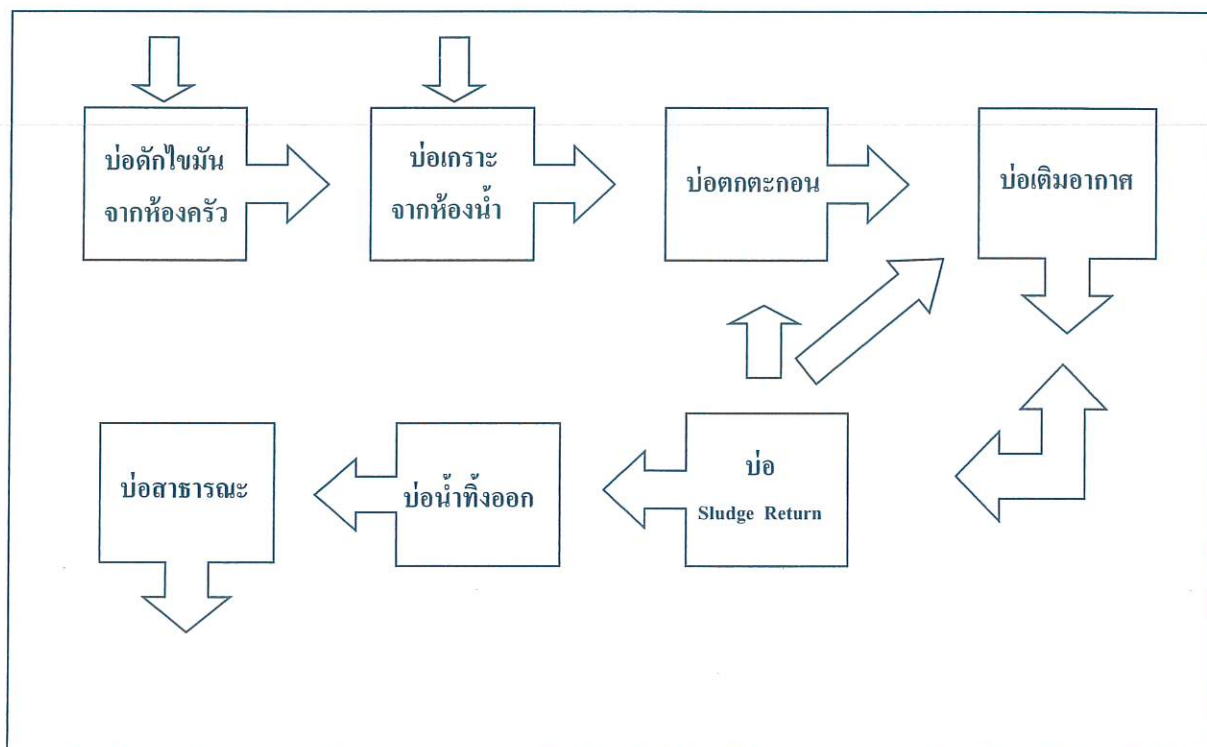 บ่อดักไขมัน
จากห้องครัว
บ่อเกราะ
จากห้องน้ำ
บ่อตกตะกอน
บ่อเติมอากาศ
บ่อสาธารณะ
บ่อน้ำทิ้งออก
บ่อ
Sludge Return